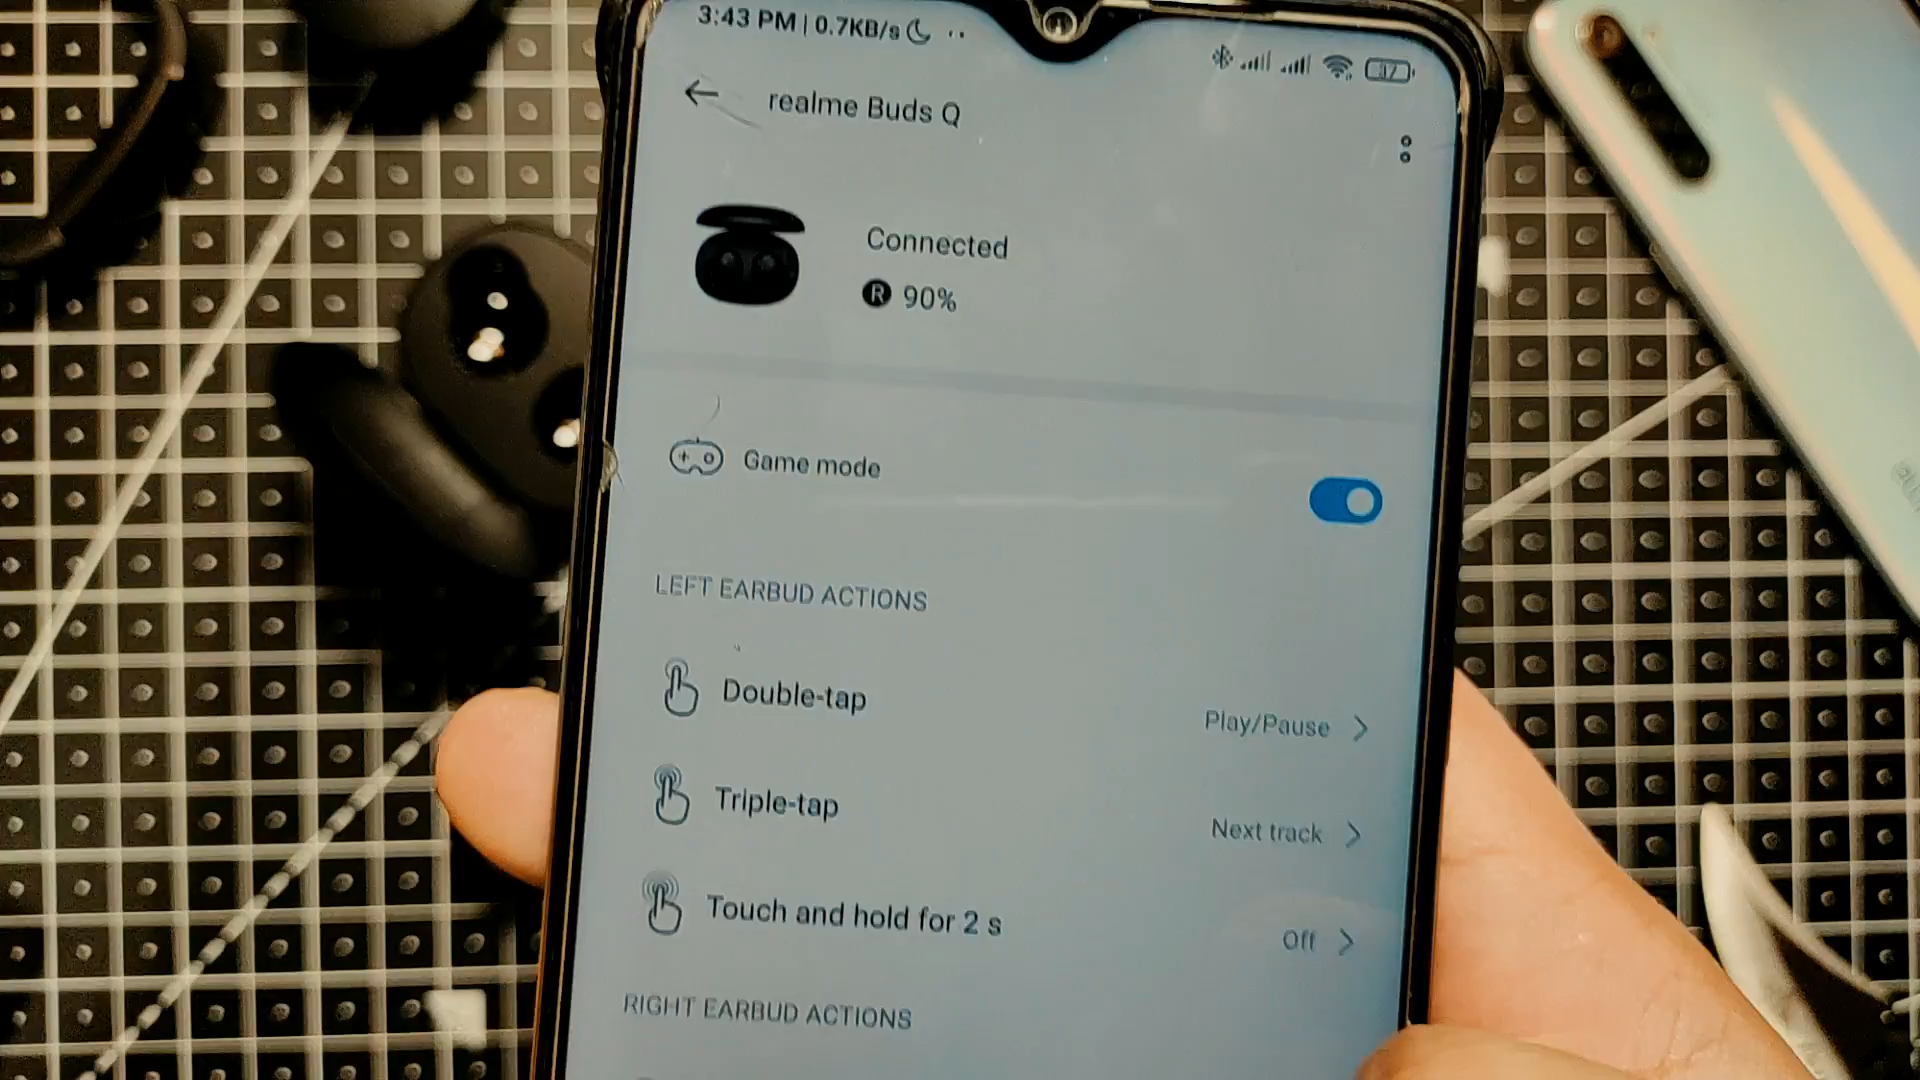 3:43 PM | 0.7KB/s
37
realme Buds Q
Connected
R 90%
Game mode
LEFT EARBUD ACTIONS
Double-tap
Play/Pause
Triple-tap
Next track
Touch and hold for 2 s
Off
RIGHT EARBUD ACTIONS